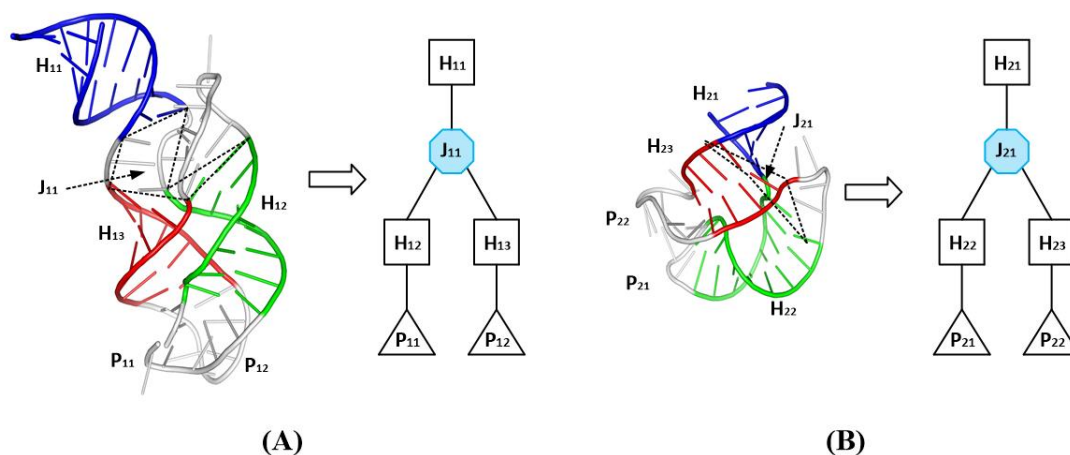 H₁₁
J₁₁
H₁₂
H₁₃
P₁₁
P₁₂
H₁₁
J₁₁
H₁₂ H₁₃
P₁₁ P₁₂
(A)
H₂₁
J₂₁
H₂₃
P₂₂
P₂₁
H₂₂
H₂₁
J₂₁
H₂₂ H₂₃
P₂₁ P₂₂
(B)